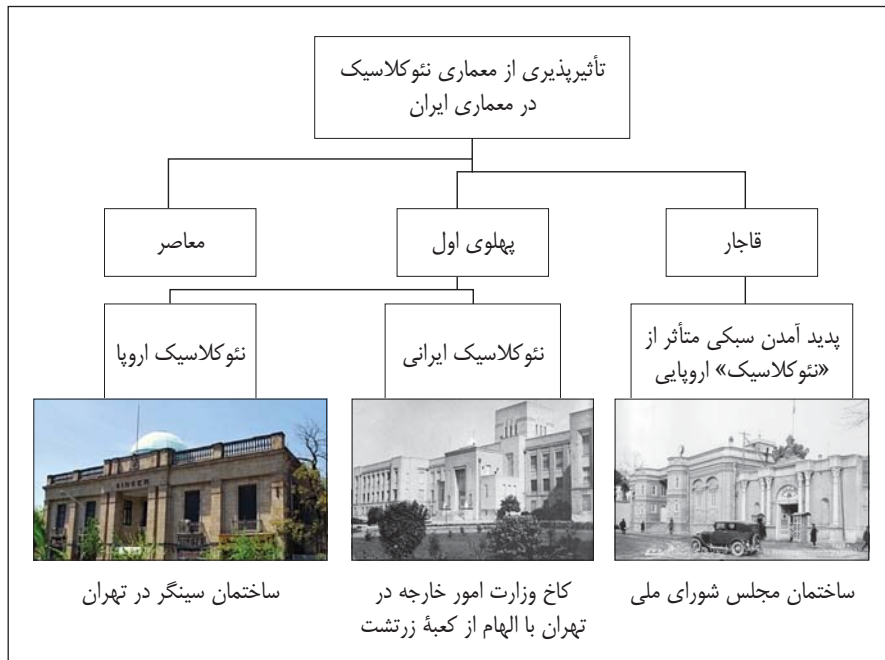 تأثیرپذیری از معماری نئوکلاسیک
در معماری ایران
قاجار
پهلوی اول
معاصر
پدید آمدن سبکی متأثر از
«نئوکلاسیک» اروپایی
نئوکلاسیک ایرانی
نئوکلاسیک اروپا
SINGER
ساختمان مجلس شورای ملی
کاخ وزارت امور خارجه در
تهران با الهام از کعبۀ زرتشت
ساختمان سینگر در تهران